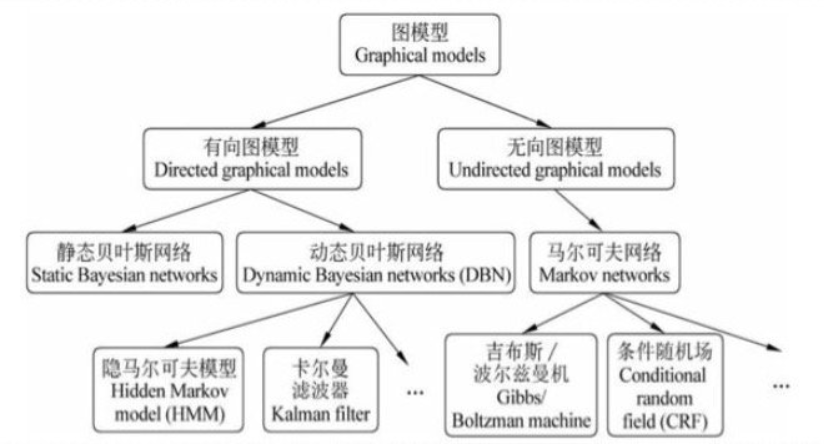 图模型
Graphical models
有向图模型
Directed graphical models
无向图模型
Undirected graphical models
静态贝叶斯网络
Static Bayesian networks
动态贝叶斯网络
Dynamic Bayesian networks (DBN)
马尔可夫网络
Markov networks
隐马尔可夫模型
Hidden Markov
model (HMM)
卡尔曼
滤波器
Kalman filter
...
吉布斯 /
波尔兹曼机
Gibbs/
Boltzman machine
条件随机场
Conditional
random
field (CRF)
...